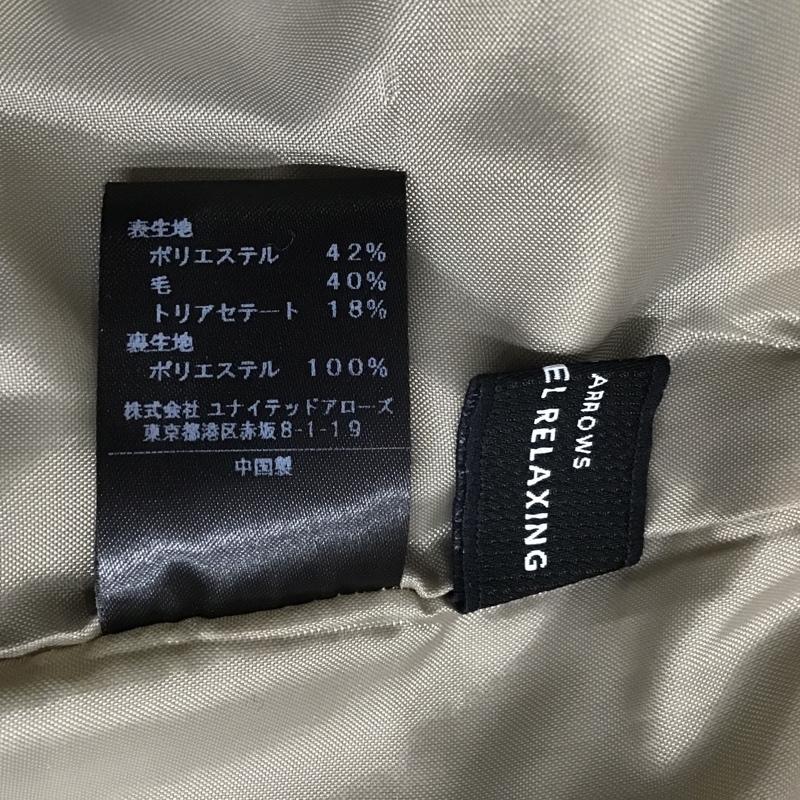 表生地
ポリエステル 42%
毛 40%
トリアセテート 18%
裏生地
ポリエステル 100%
株式会社 ユナイテッドアローズ
東京都港区赤坂8-1-19
中国製
ARROWS
EL RELAXING